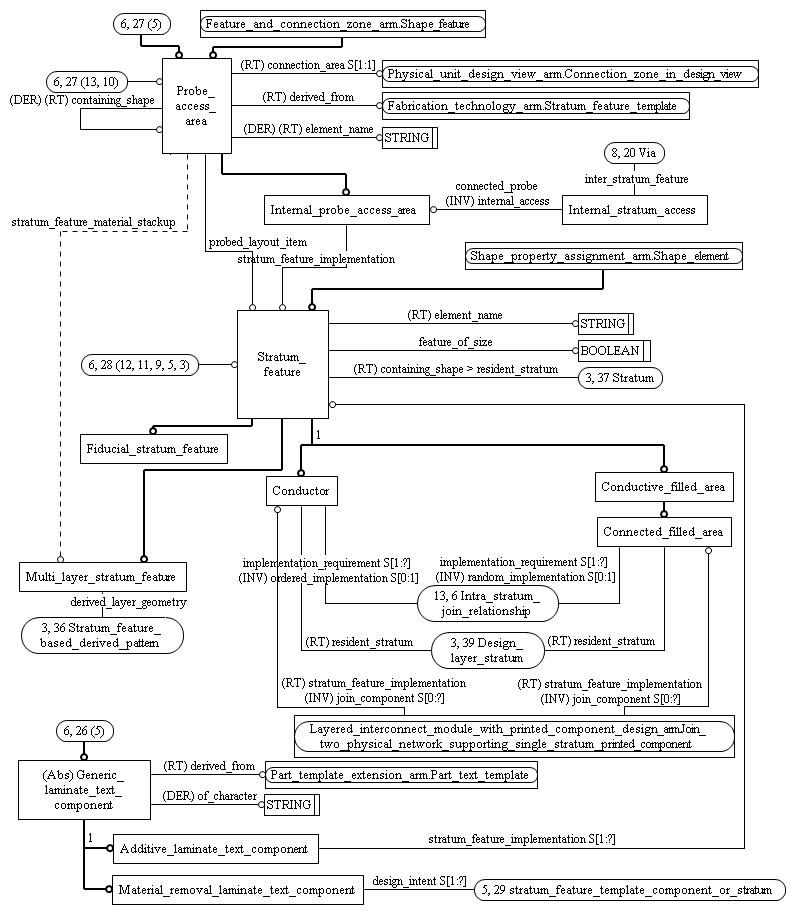 6, 27 (5)
Feature_and_connection_zone_arm.Shape_feature
6, 27 (13, 10)
Probe_
access_
area
(RT) connection_area S[1:1]
Physical_unit_design_view_arm.Connection_zone_in_design_view
(DER) (RT) containing_shape
(RT) derived_from
Fabrication_technology_arm.Stratum_feature_template
(DER) (RT) element_name
STRING
8, 20 Via
inter_stratum_feature
connected_probe
(INV) internal_access
Internal_probe_access_area
Internal_stratum_access
stratum_feature_material_stackup
probed_layout_item
stratum_feature_implementation
Shape_property_assignment_arm.Shape_element
Stratum_
feature
(RT) element_name
STRING
feature_of_size
BOOLEAN
6, 28 (12, 11, 9, 5, 3)
(RT) containing_shape > resident_stratum
3, 37 Stratum
1
Fiducial_stratum_feature
Conductor
Conductive_filled_area
Connected_filled_area
implementation_requirement S[1:?]
(INV) ordered_implementation S[0:1]
implementation_requirement S[1:?]
(INV) random_implementation S[0:1]
Multi_layer_stratum_feature
13, 6 Intra_stratum_
join_relationship
derived_layer_geometry
3, 36 Stratum_feature_
based_derived_pattern
(RT) resident_stratum
3, 39 Design_
layer_stratum
(RT) resident_stratum
(RT) stratum_feature_implementation
(INV) join_component S[0:?]
(RT) stratum_feature_implementation
(INV) join_component S[0:?]
Layered_interconnect_module_with_printed_component_design_arm.Join_
two_physical_network_supporting_single_stratum_printed_component
6, 26 (5)
(Abs) Generic_
laminate_text_
component
(RT) derived_from
Part_template_extension_arm.Part_text_template
(DER) of_character
STRING
1
Additive_laminate_text_component
stratum_feature_implementation S[1:?]
Material_removal_laminate_text_component
design_intent S[1:?]
5, 29 stratum_feature_template_component_or_stratum